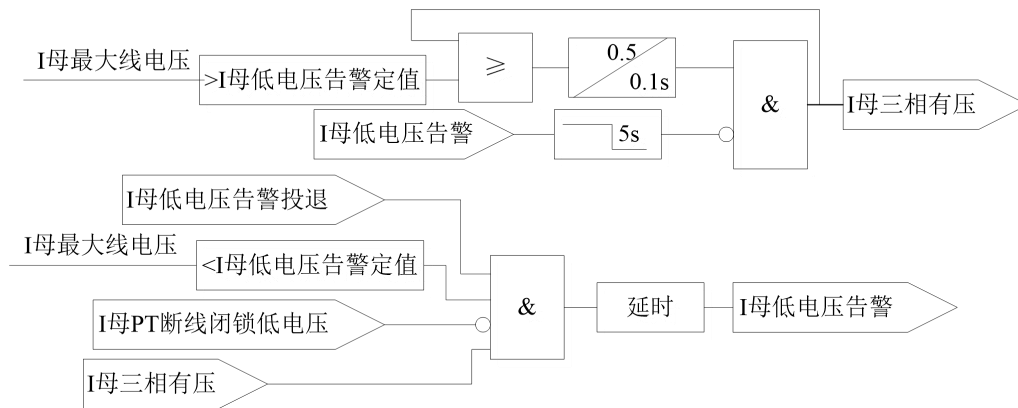 I母最大线电压
>I母低电压告警定值
≥
0.5
0.1s
&
I母三相有压
I母低电压告警
5s
I母低电压告警投退
I母最大线电压
<I母低电压告警定值
I母PT断线闭锁低电压
I母三相有压
&
延时
I母低电压告警